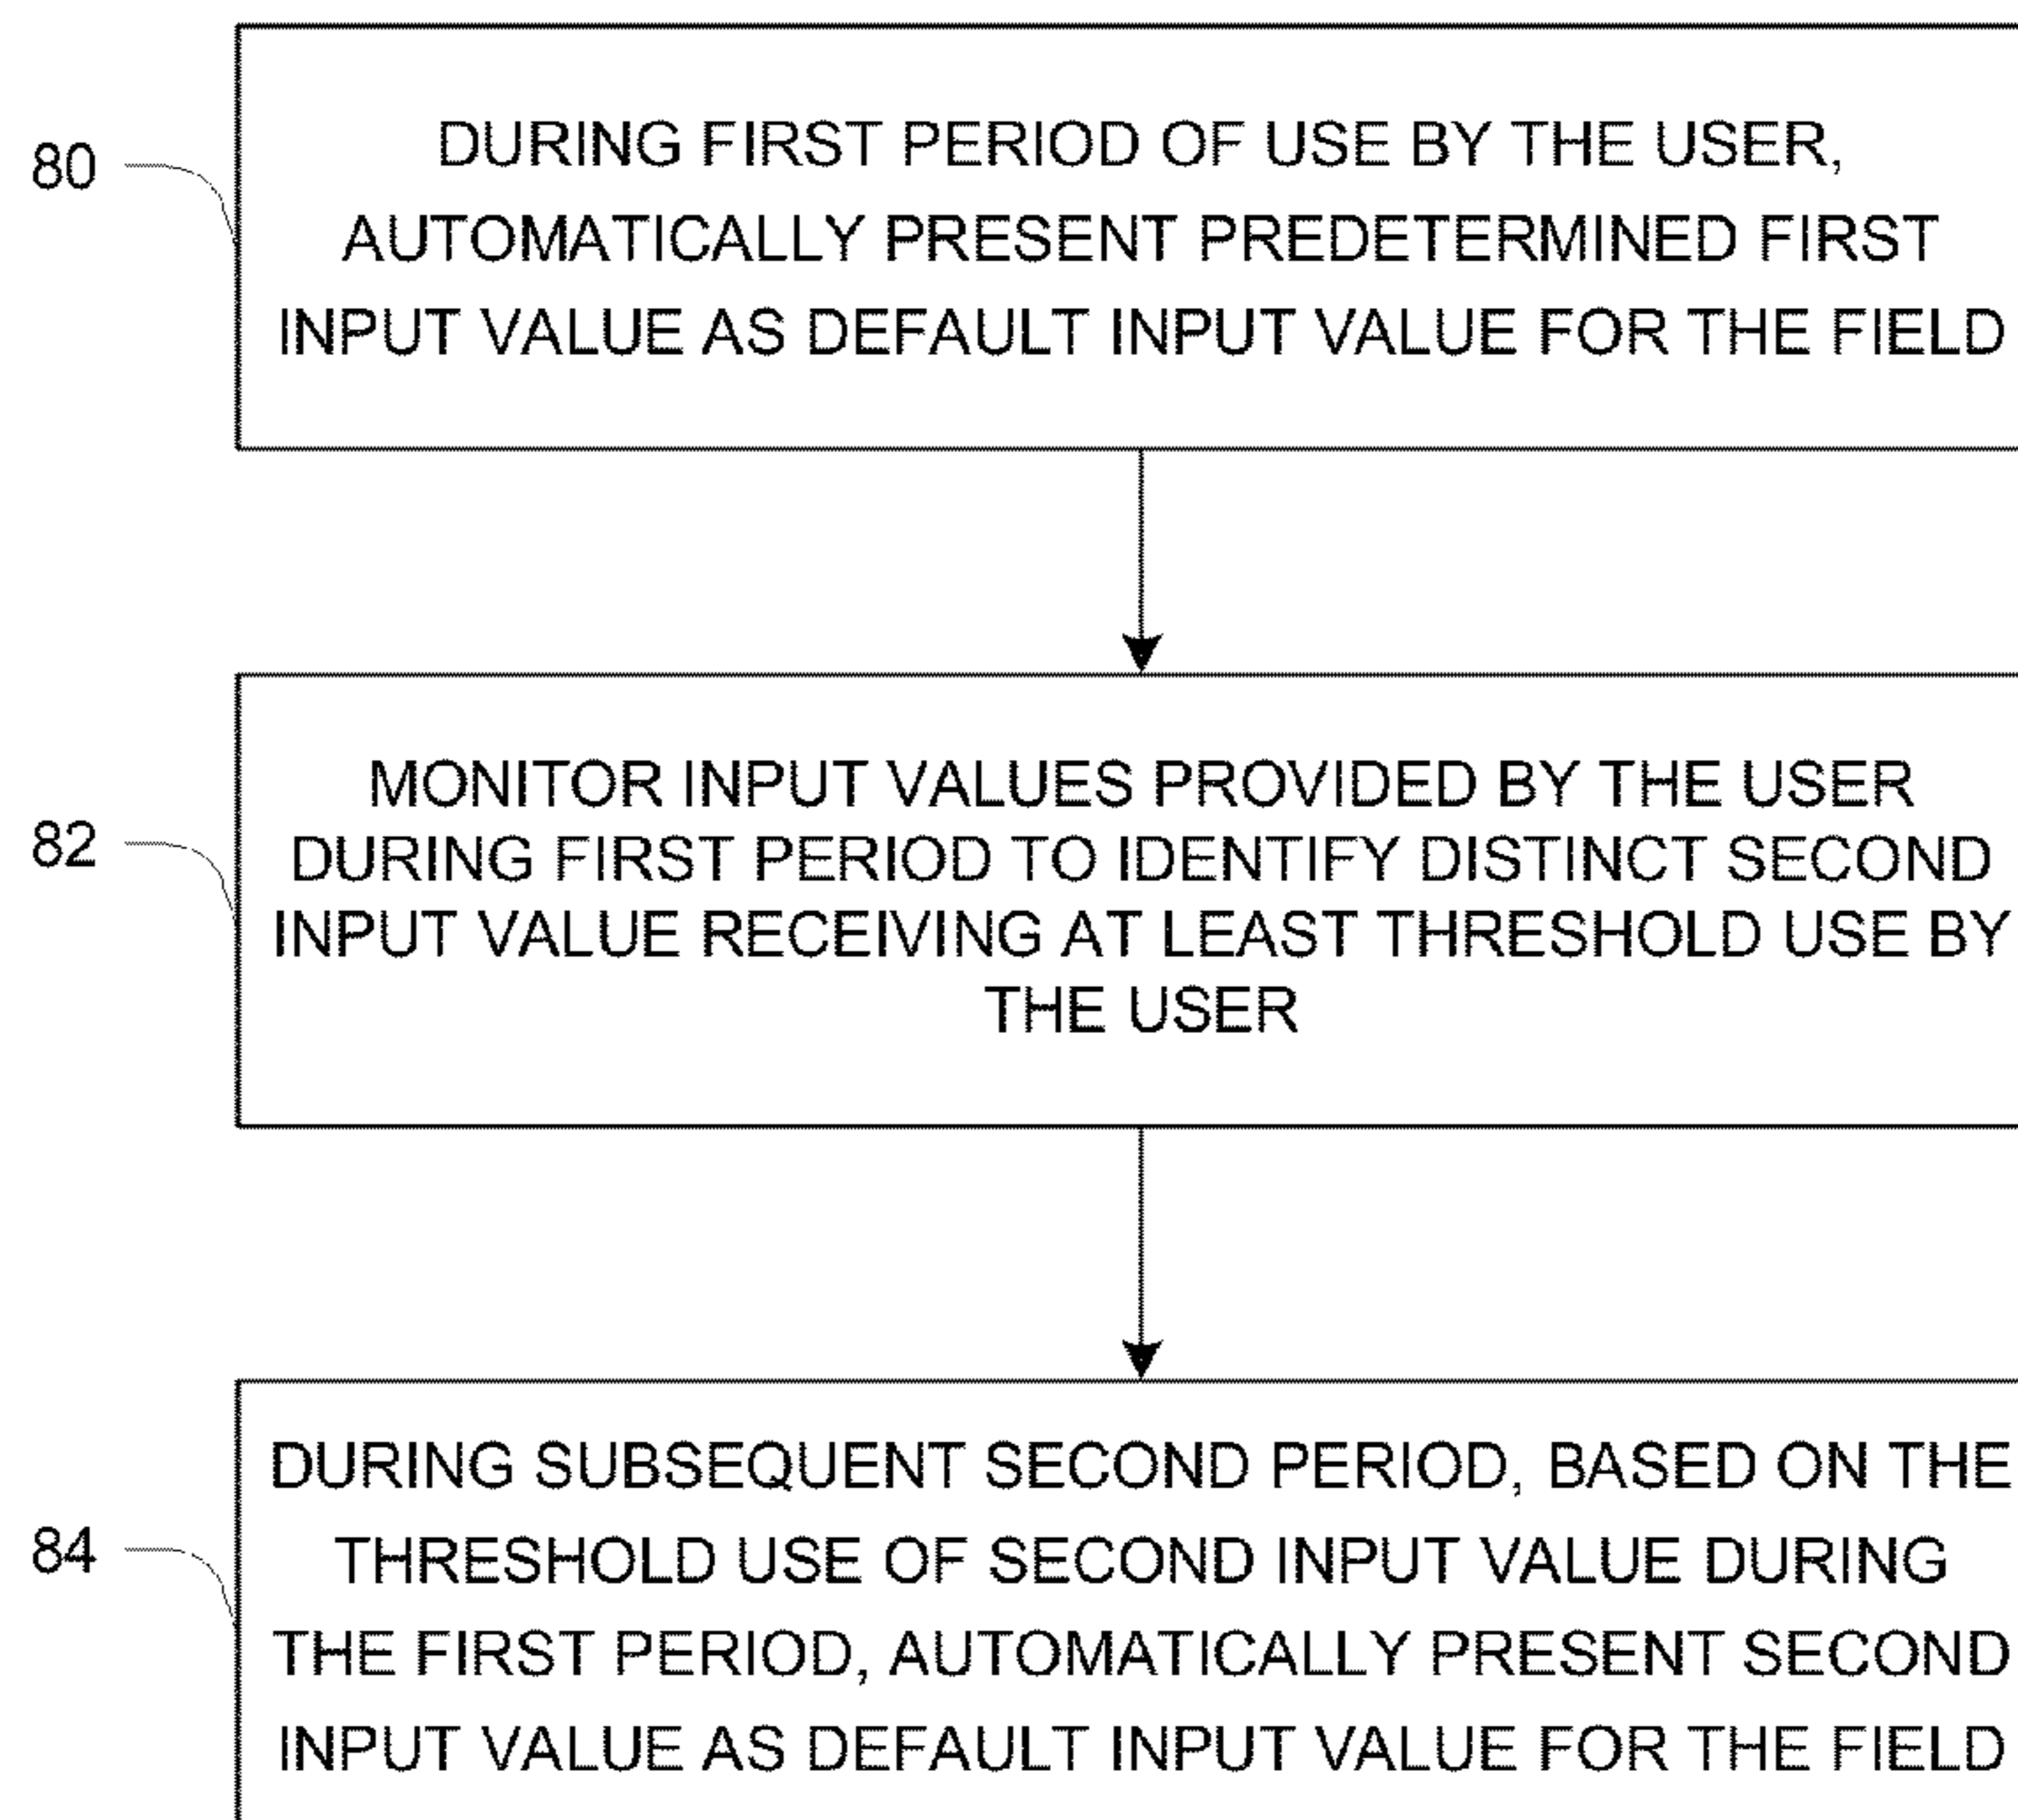 80
DURING FIRST PERIOD OF USE BY THE USER,
AUTOMATICALLY PRESENT PREDETERMINED FIRST
INPUT VALUE AS DEFAULT INPUT VALUE FOR THE FIELD
82
MONITOR INPUT VALUES PROVIDED BY THE USER
DURING FIRST PERIOD TO IDENTIFY DISTINCT SECOND
INPUT VALUE RECEIVING AT LEAST THRESHOLD USE BY
THE USER
84
DURING SUBSEQUENT SECOND PERIOD, BASED ON THE
THRESHOLD USE OF SECOND INPUT VALUE DURING
THE FIRST PERIOD, AUTOMATICALLY PRESENT SECOND
INPUT VALUE AS DEFAULT INPUT VALUE FOR THE FIELD